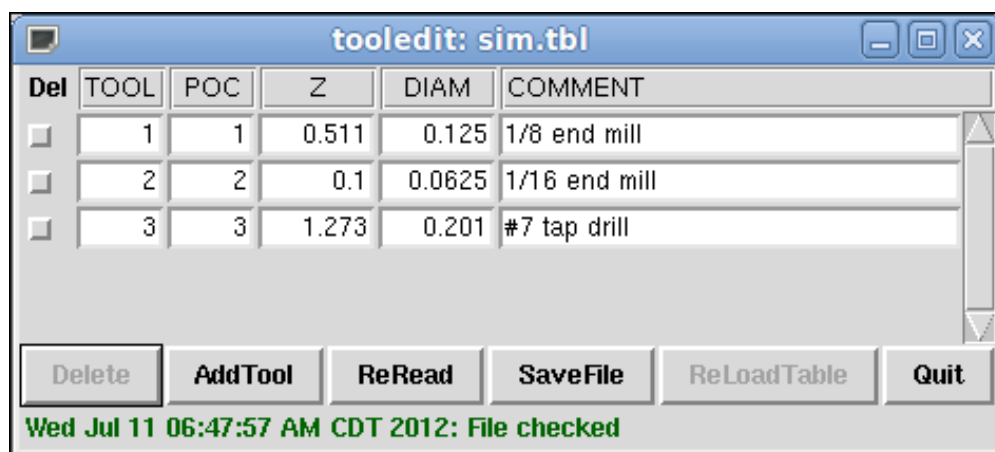 tooledit: sim.tbl
Del TOOL POC Z DIAM COMMENT
1 1 0.511 0.125 1/8 end mill
2 2 0.1 0.0625 1/16 end mill
3 3 1.273 0.201 #7 tap drill
Delete AddTool ReRead SaveFile ReLoadTable Quit
Wed Jul 11 06:47:57 AM CDT 2012: File checked